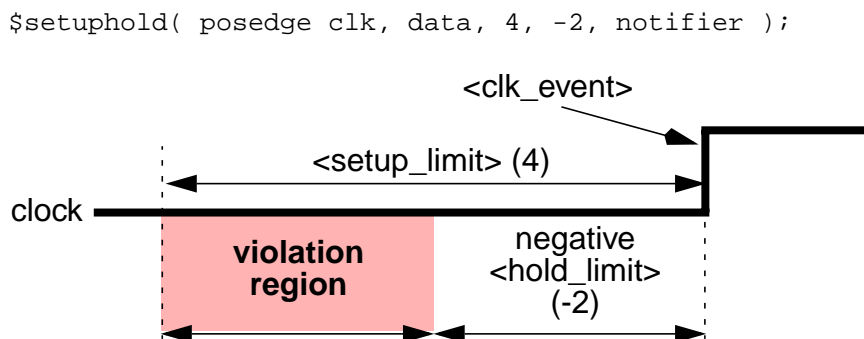 $setuphold( posedge clk, data, 4, -2, notifier );
<clk_event>
<setup_limit> (4)
clock
violation
region
negative
<hold_limit>
(-2)